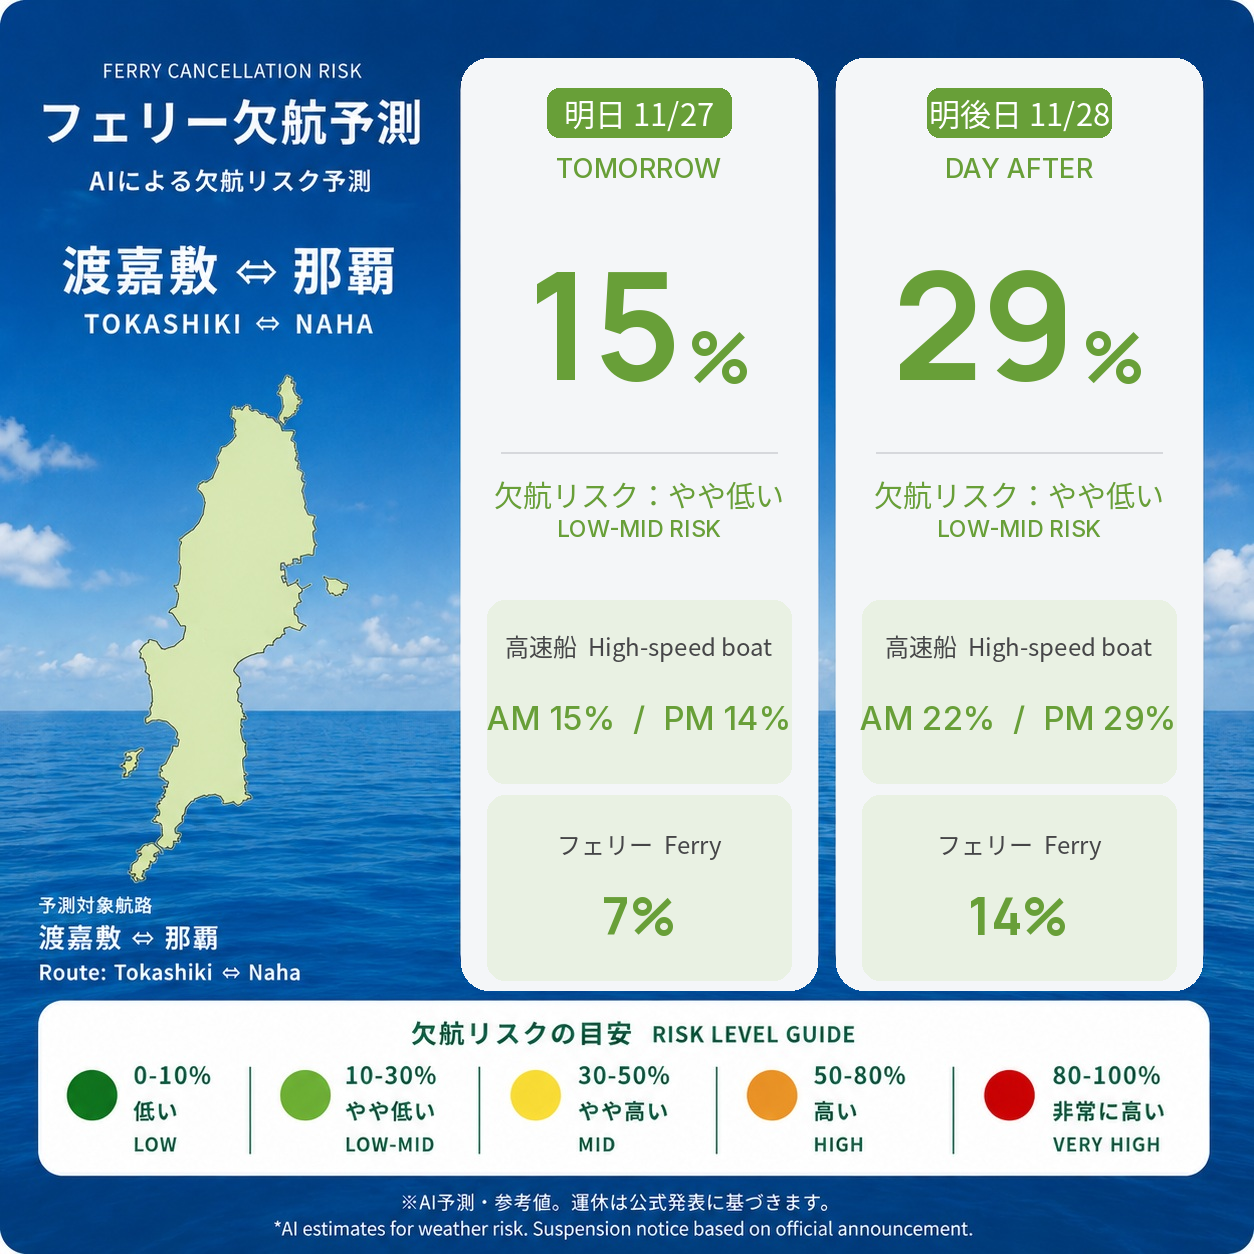 FERRY CANCELLATION RISK
フェリー欠航予測
AIによる欠航リスク予測
渡嘉敷 ⇔ 那覇
TOKASHIKI ⇔ NAHA
予測対象航路
渡嘉敷 ⇔ 那覇
Route: Tokashiki ⇔ Naha
明日 11/27
TOMORROW
15%
欠航リスク：やや低い
LOW-MID RISK
高速船 High-speed boat
AM 15% / PM 14%
フェリー Ferry
7%
明後日 11/28
DAY AFTER
29%
欠航リスク：やや低い
LOW-MID RISK
高速船 High-speed boat
AM 22% / PM 29%
フェリー Ferry
14%
欠航リスクの目安 RISK LEVEL GUIDE
0-10%
低い
LOW
10-30%
やや低い
LOW-MID
30-50%
やや高い
MID
50-80%
高い
HIGH
80-100%
非常に高い
VERY HIGH
※AI予測・参考値。運休は公式発表に基づきます。
*AI estimates for weather risk. Suspension notice based on official announcement.